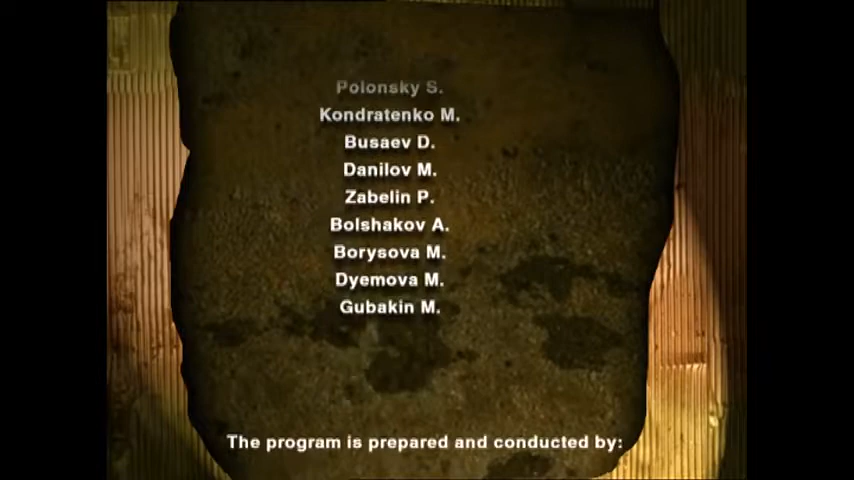 Polonsky S.
Kondratenko M.
Busaev D.
Danilov M.
Zabelin P.
Bolshakov A.
Borysova M.
Dyemova M.
Gubakin M.
The program is prepared and conducted by: